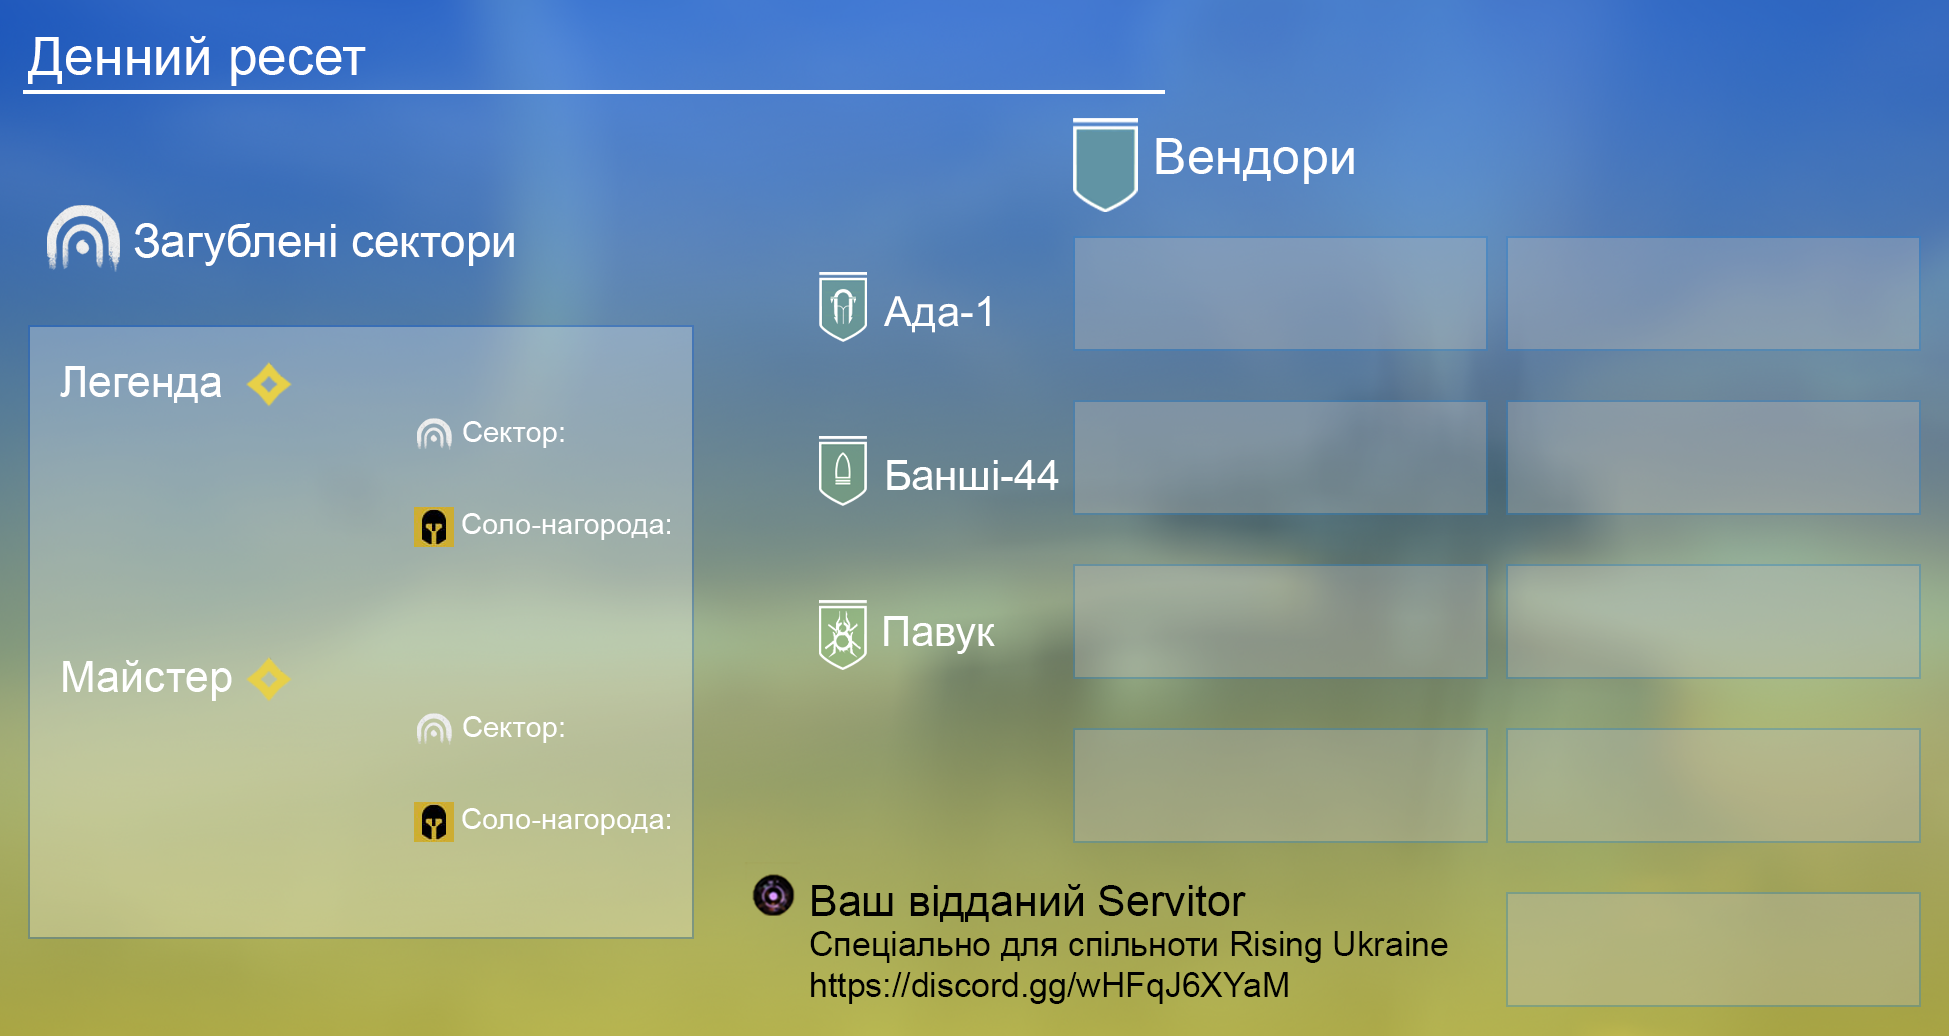 Денний ресет
Вендори
Загублені сектори
Ада-1
Легенда
Сектор:
Банші-44
Соло-нагорода:
Павук
Майстер
Сектор:
Соло-нагорода:
Ваш відданий Servitor
Спеціально для спільноти Rising Ukraine
https://discord.gg/wHFqJ6XYaM